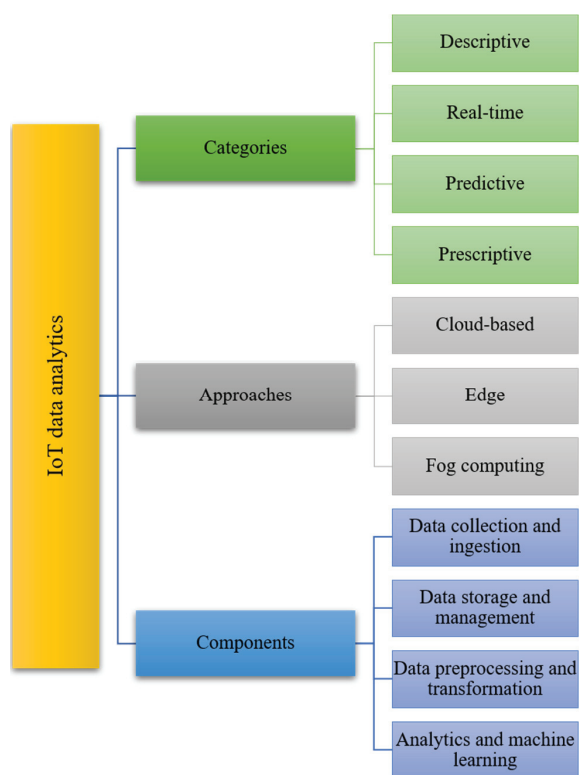 IoT data analytics
Categories
Descriptive
Real-time
Predictive
Prescriptive
Approaches
Cloud-based
Edge
Fog computing
Components
Data collection and
ingestion
Data storage and
management
Data preprocessing and
transformation
Analytics and machine
learning